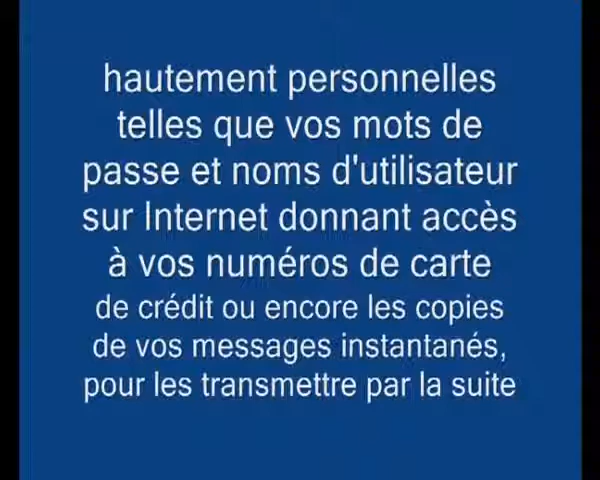 hautement personnelles
telles que vos mots de
passe et noms d'utilisateur
sur Internet donnant accès
à vos numéros de carte
de crédit ou encore les copies
de vos messages instantanés,
pour les transmettre par la suite